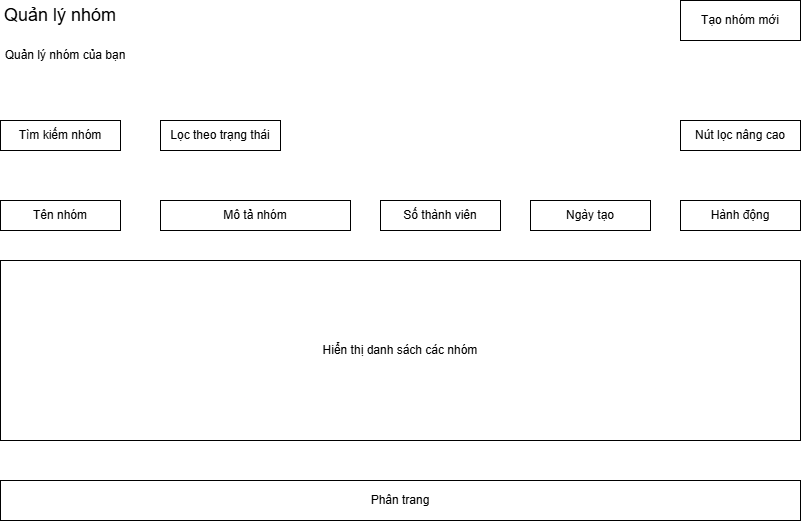 Quản lý nhóm
Tạo nhóm mới
Quản lý nhóm của bạn
Tìm kiếm nhóm
Lọc theo trạng thái
Nút lọc nâng cao
Tên nhóm
Mô tả nhóm
Số thành viên
Ngày tạo
Hành động
Hiển thị danh sách các nhóm
Phân trang